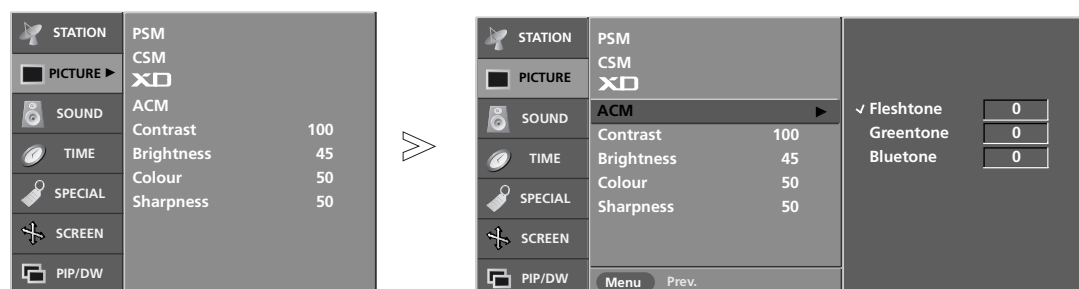 STATION
PICTURE ►
SOUND
TIME
SPECIAL
SCREEN
PIP/DW
PSM
CSM
XD
ACM
Contrast 100
Brightness 45
Colour 50
Sharpness 50
>
STATION
PICTURE
SOUND
TIME
SPECIAL
SCREEN
PIP/DW
PSM
CSM
XD
ACM ►
Contrast 100
Brightness 45
Colour 50
Sharpness 50
Menu Prev.
✓ Fleshtone 0
Greentone 0
Bluetone 0